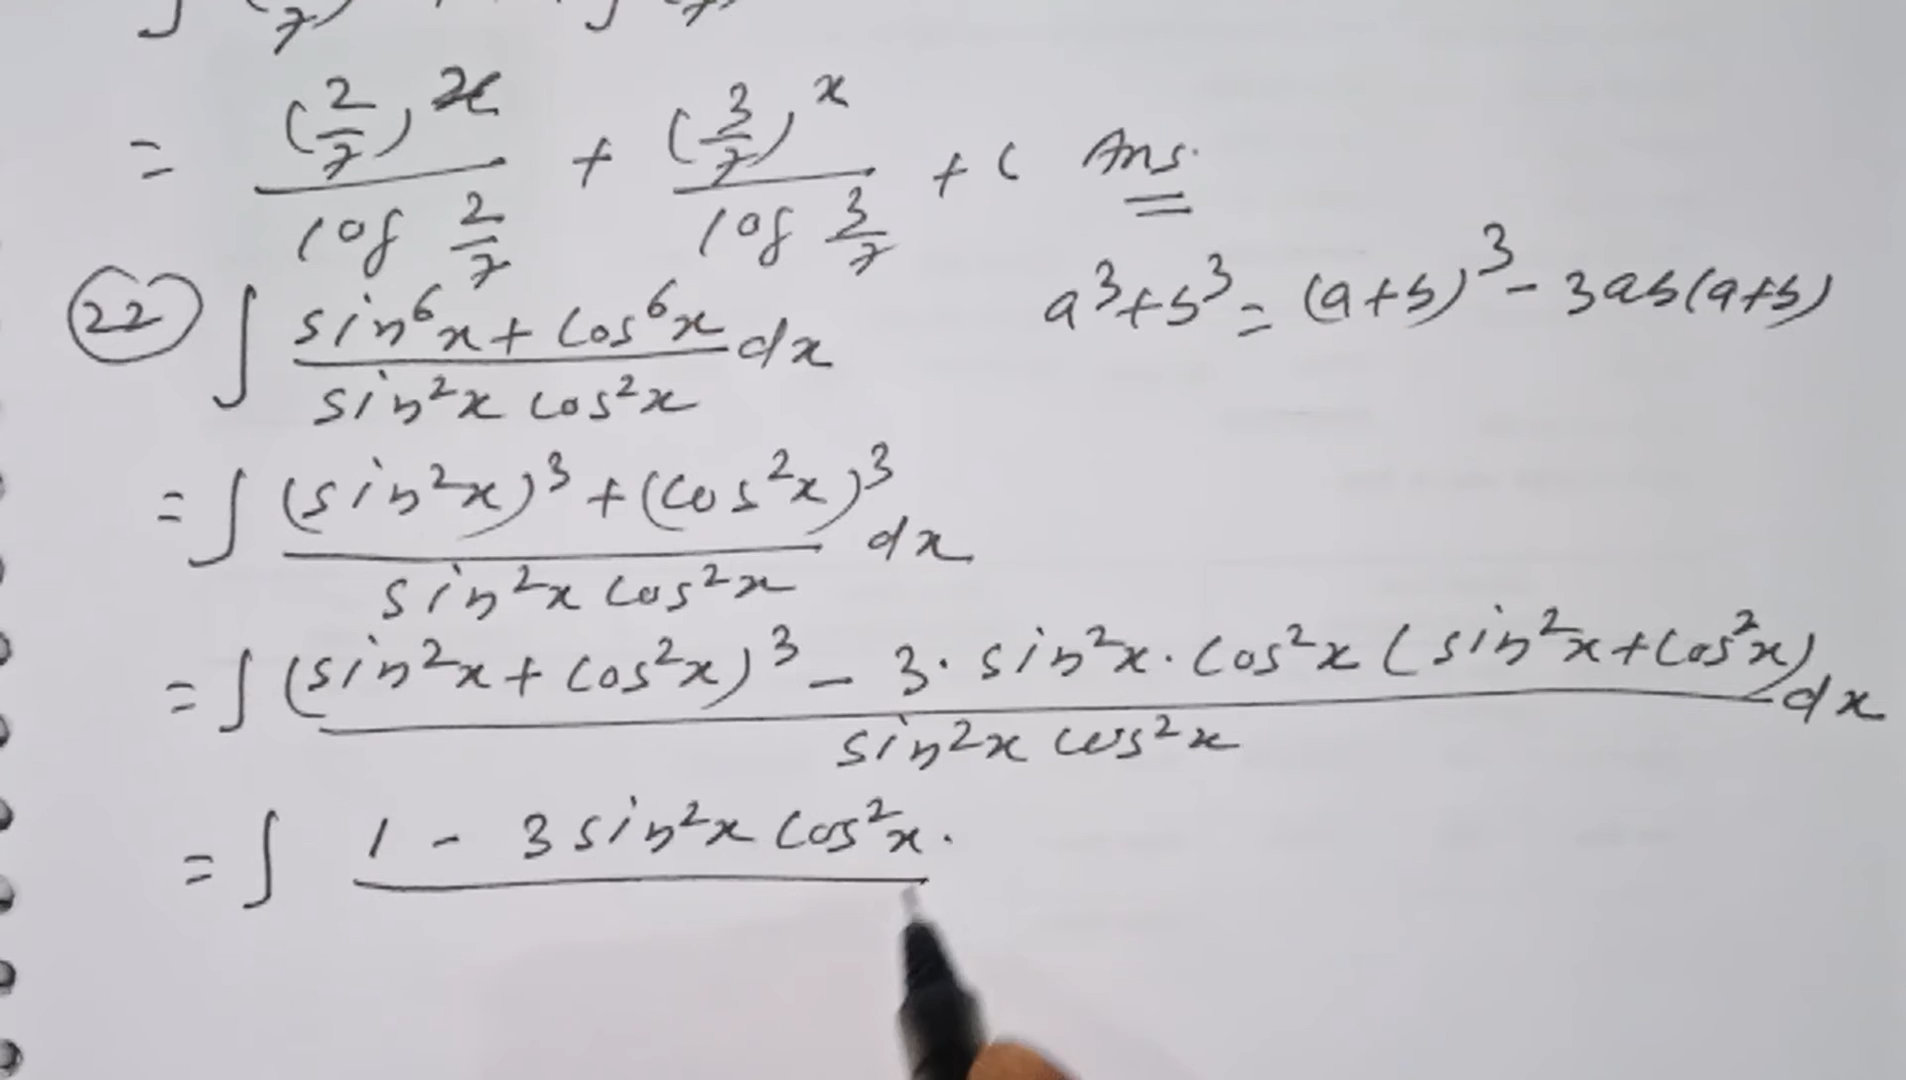 = (2/7)^x / log 2/7 + (3/7)^x / log 3/7 + C Ans.
a³+b³ = (a+b)³ - 3ab(a+b)
(22) ∫ sin⁶x + cos⁶x / sin²x cos²x dx
= ∫ (sin²x)³ + (cos²x)³ / sin²x cos²x dx
= ∫ (sin²x + cos²x)³ - 3. sin²x. cos²x (sin²x + cos²x) / sin²x cos²x dx
= ∫ 1 - 3 sin²x cos²x.